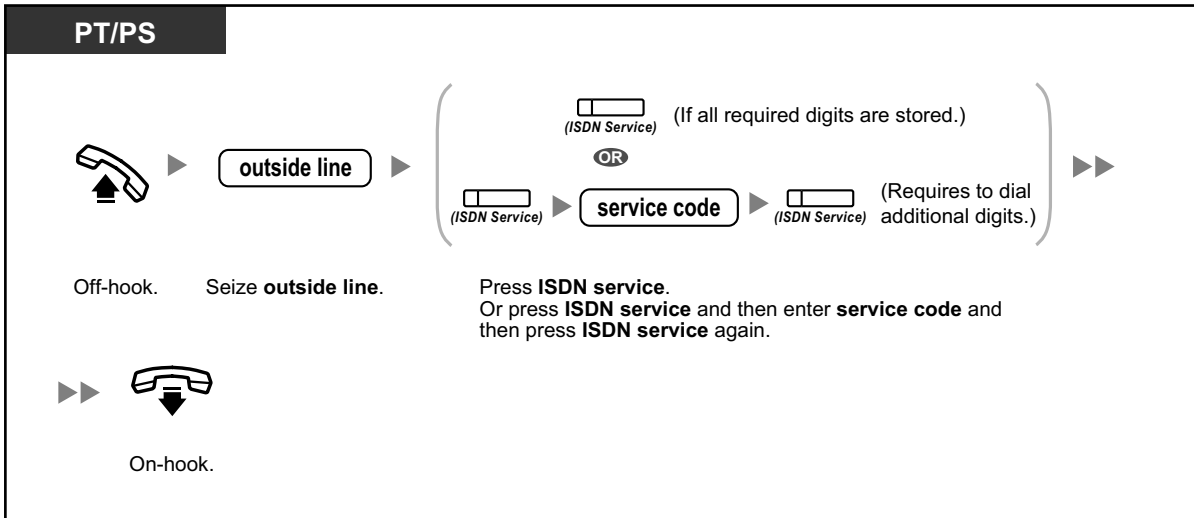 PT/PS
(ISDN Service)
(If all required digits are stored.)
OR
outside line
(ISDN Service)
service code
(ISDN Service)
(Requires to dial
additional digits.)
Off-hook.
Seize outside line.
Press ISDN service.
Or press ISDN service and then enter service code and
then press ISDN service again.
On-hook.